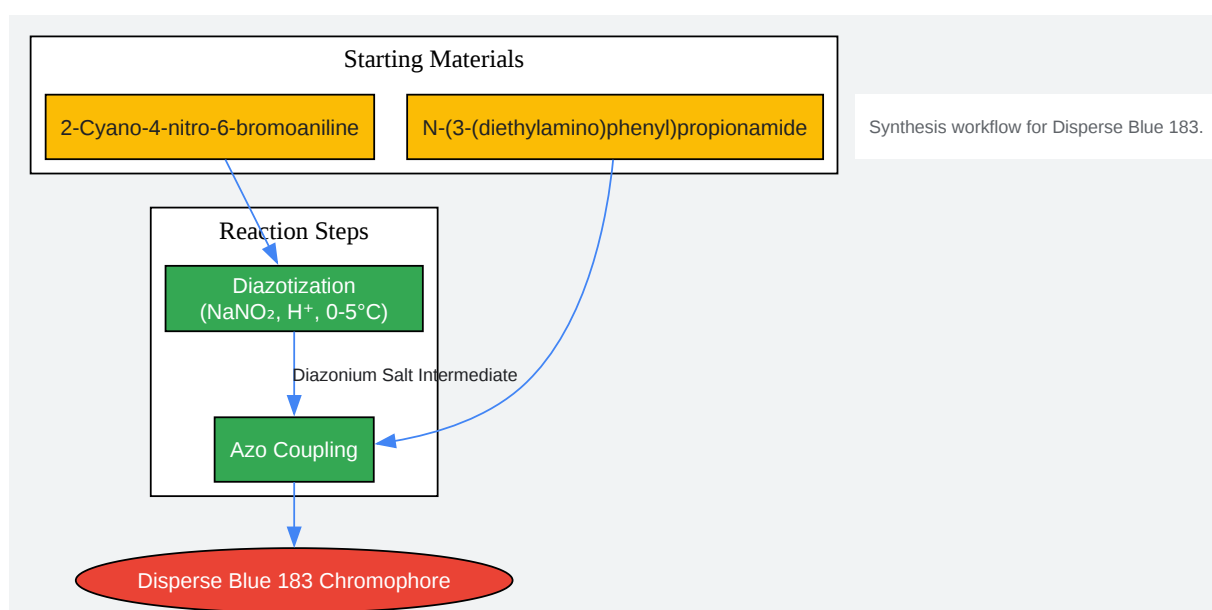 Starting Materials
2-Cyano-4-nitro-6-bromoaniline
N-(3-(diethylamino)phenyl)propionamide
Synthesis workflow for Disperse Blue 183.
Reaction Steps
Diazotization
(NaNO₂, H⁺, 0-5°C)
Diazonium Salt Intermediate
Azo Coupling
Disperse Blue 183 Chromophore